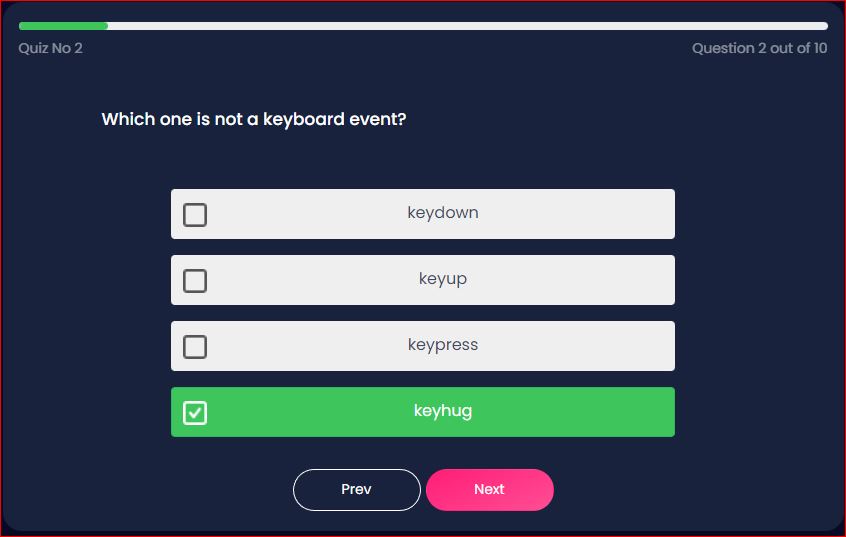 Quiz No 2
Question 2 out of 10
Which one is not a keyboard event?
keydown
keyup
keypress
keyhug
Prev
Next